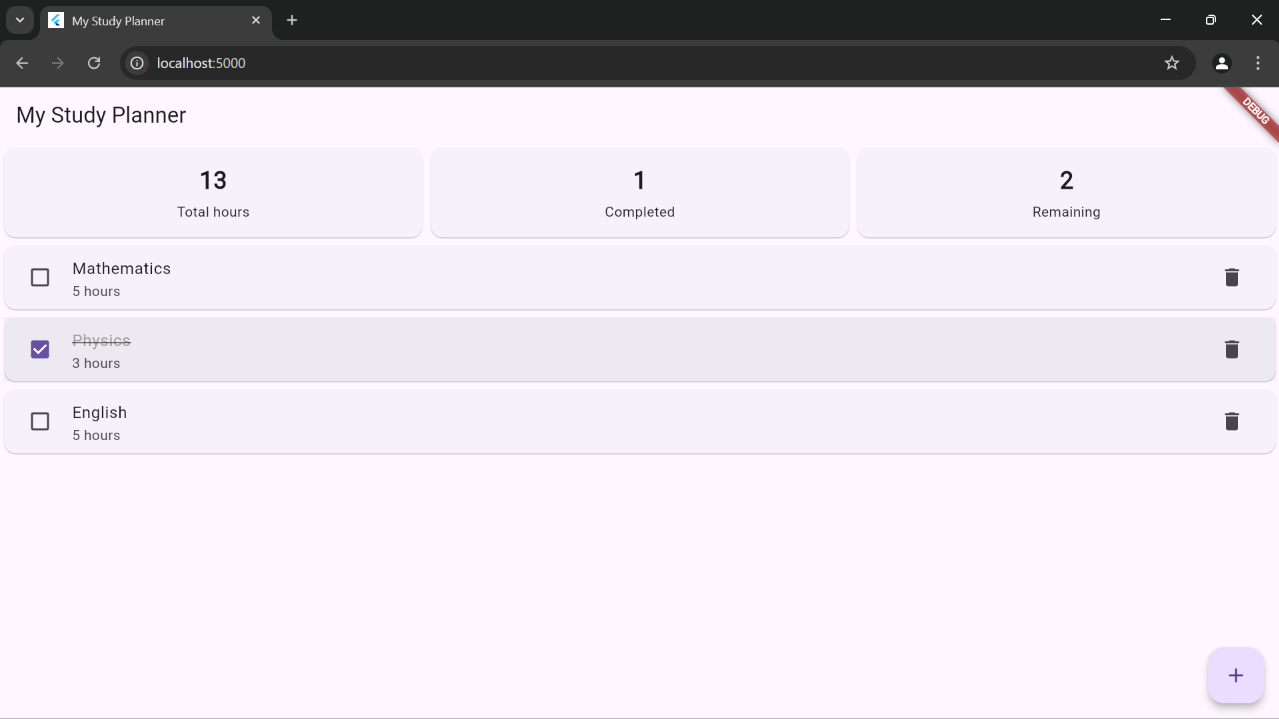 My Study Planner
localhost:5000
My Study Planner
DEBUG
13
Total hours
1
Completed
2
Remaining
Mathematics
5 hours
Physics
3 hours
English
5 hours